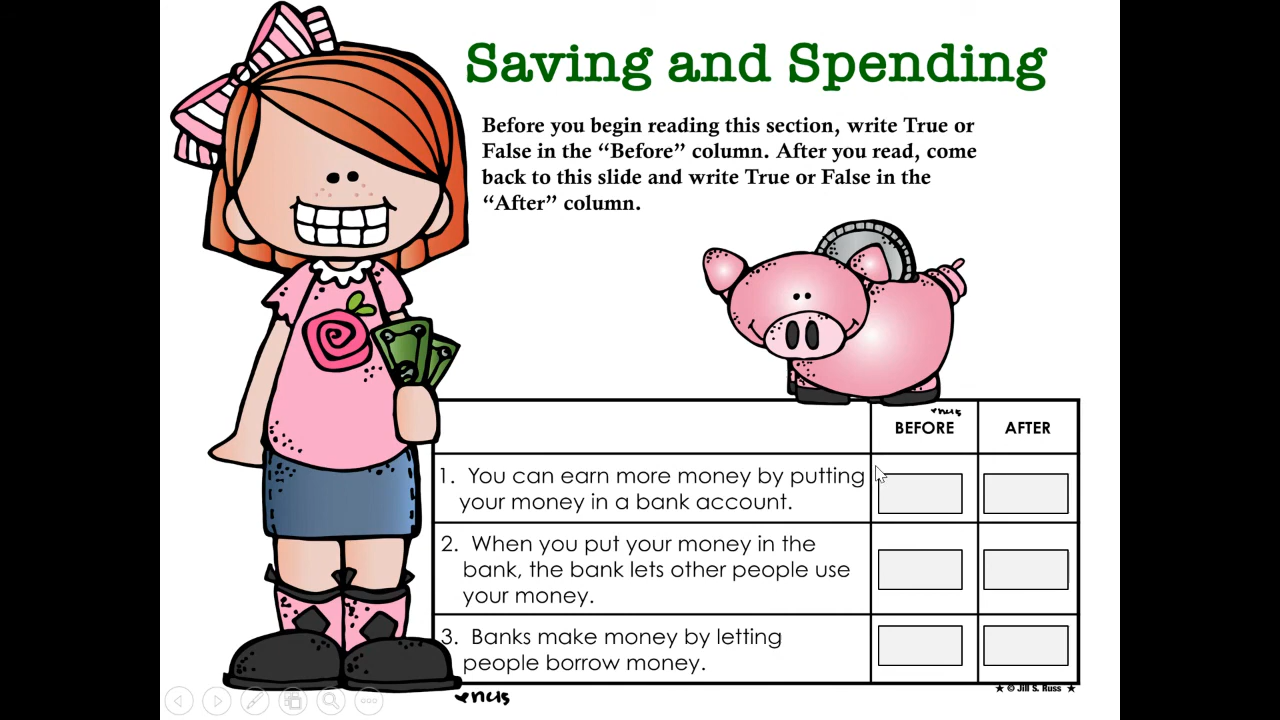 Saving and Spending
Before you begin reading this section, write True or
False in the “Before” column. After you read, come
back to this slide and write True or False in the
“After” column.
BEFORE
AFTER
1. You can earn more money by putting
your money in a bank account.
2. When you put your money in the
bank, the bank lets other people use
your money.
3. Banks make money by letting
people borrow money.
★ © Jill S. Russ ★